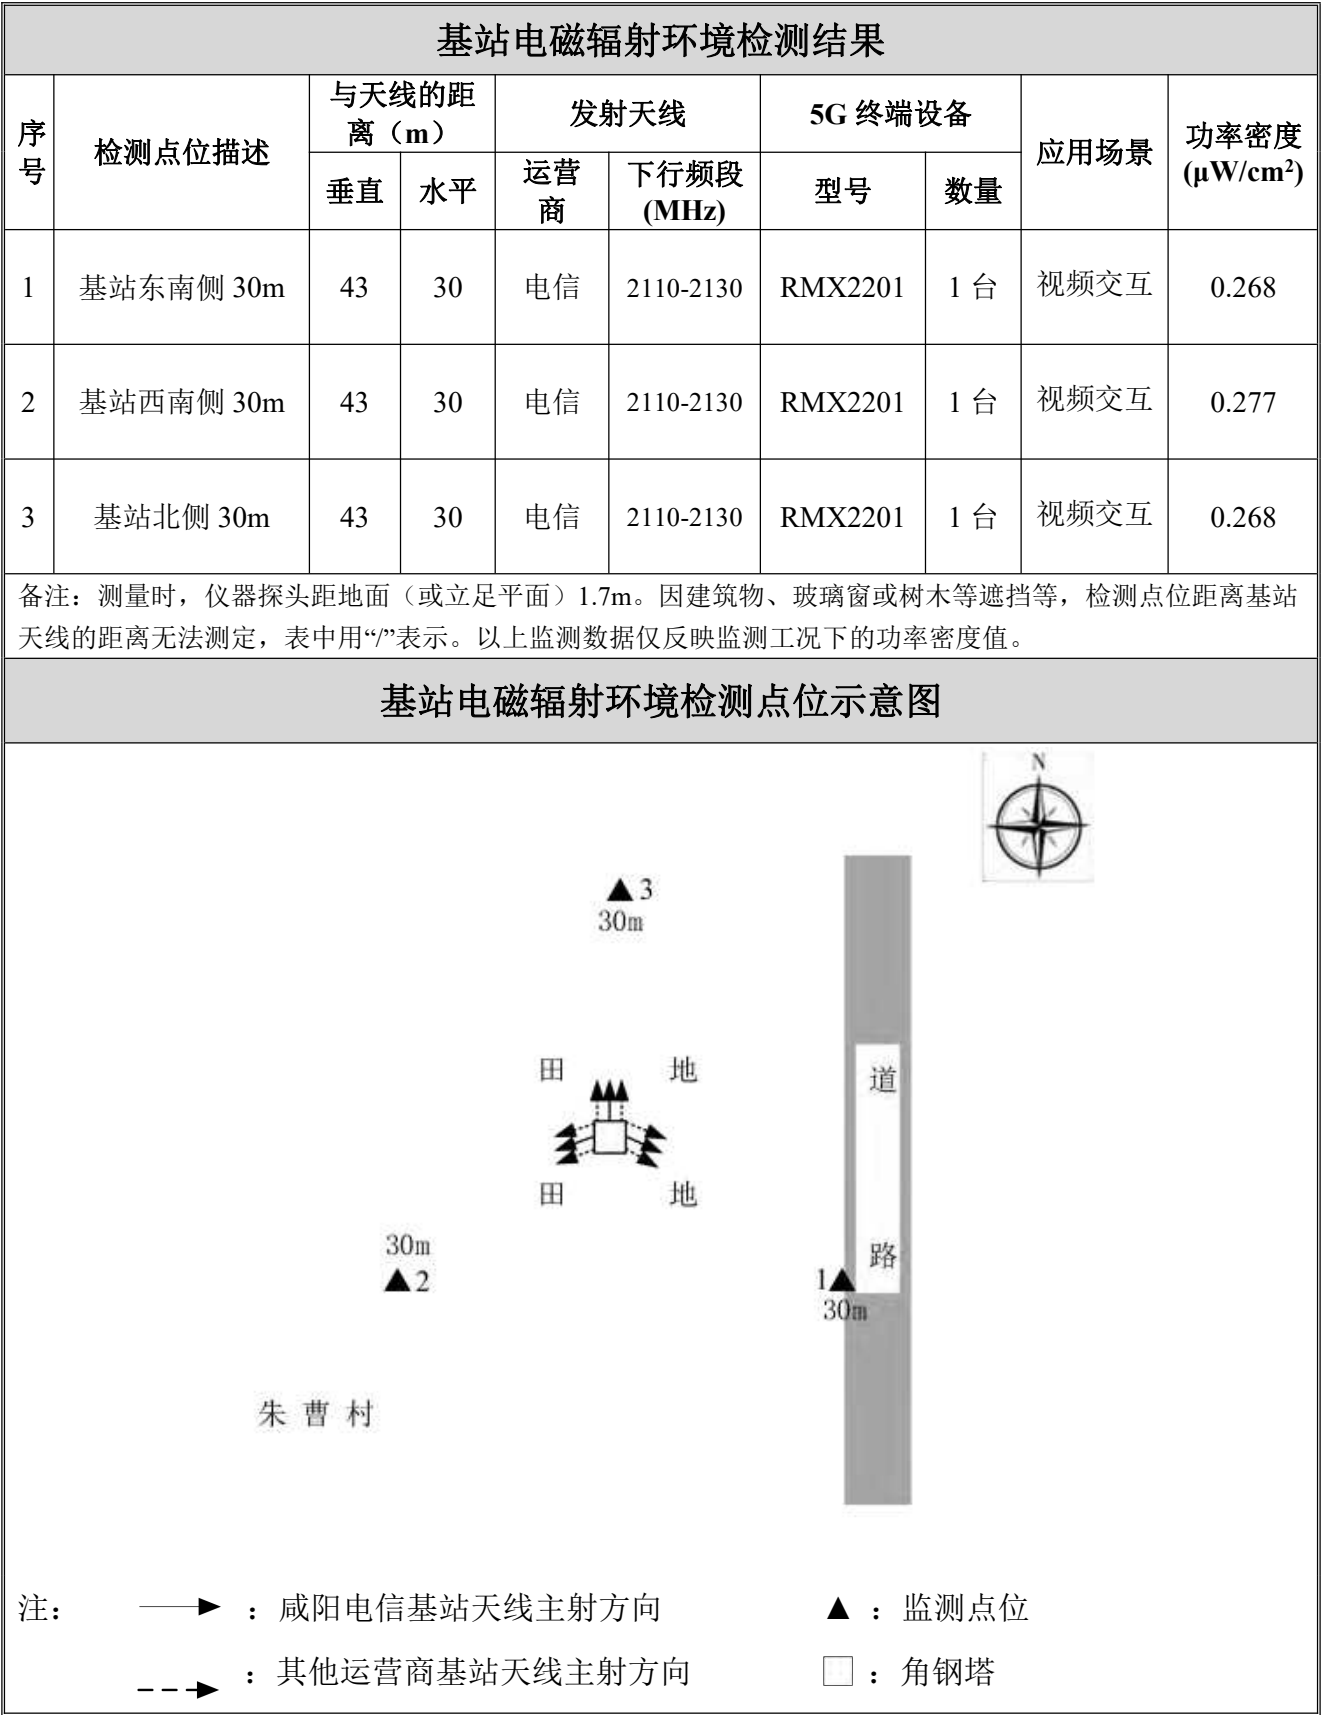 基站电磁辐射环境检测结果
序号 检测点位描述 与天线的距离（m） 发射天线 5G 终端设备 应用场景 功率密度(μW/cm²)
垂直 水平 运营商 下行频段(MHz) 型号 数量
1 基站东南侧 30m 43 30 电信 2110-2130 RMX2201 1 台 视频交互 0.268
2 基站西南侧 30m 43 30 电信 2110-2130 RMX2201 1 台 视频交互 0.277
3 基站北侧 30m 43 30 电信 2110-2130 RMX2201 1 台 视频交互 0.268
备注：测量时，仪器探头距地面（或立足平面）1.7m。因建筑物、玻璃窗或树木等遮挡等，检测点位距离基站
天线的距离无法测定，表中用“/”表示。以上监测数据仅反映监测工况下的功率密度值。
基站电磁辐射环境检测点位示意图
N
▲3
30m
田 地
道
田 地
30m
▲2
路
1▲
30m
朱曹村
注： ：咸阳电信基站天线主射方向 ▲：监测点位
：其他运营商基站天线主射方向 □：角钢塔